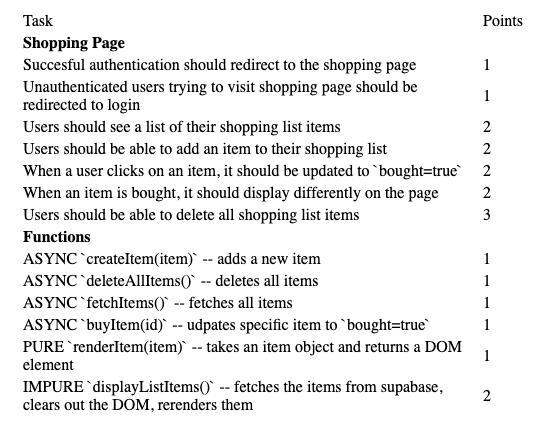 Task Points
Shopping Page
Succesful authentication should redirect to the shopping page 1
Unauthenticated users trying to visit shopping page should be
redirected to login 1
Users should see a list of their shopping list items 2
Users should be able to add an item to their shopping list 2
When a user clicks on an item, it should be updated to `bought=true` 2
When an item is bought, it should display differently on the page 2
Users should be able to delete all shopping list items 3
Functions
ASYNC `createItem(item)` -- adds a new item 1
ASYNC `deleteAllItems()` -- deletes all items 1
ASYNC `fetchItems()` -- fetches all items 1
ASYNC `buyItem(id)` -- udpates specific item to `bought=true` 1
PURE `renderItem(item)` -- takes an item object and returns a DOM
element 1
IMPURE `displayListItems()` -- fetches the items from supabase,
clears out the DOM, rerenders them 2